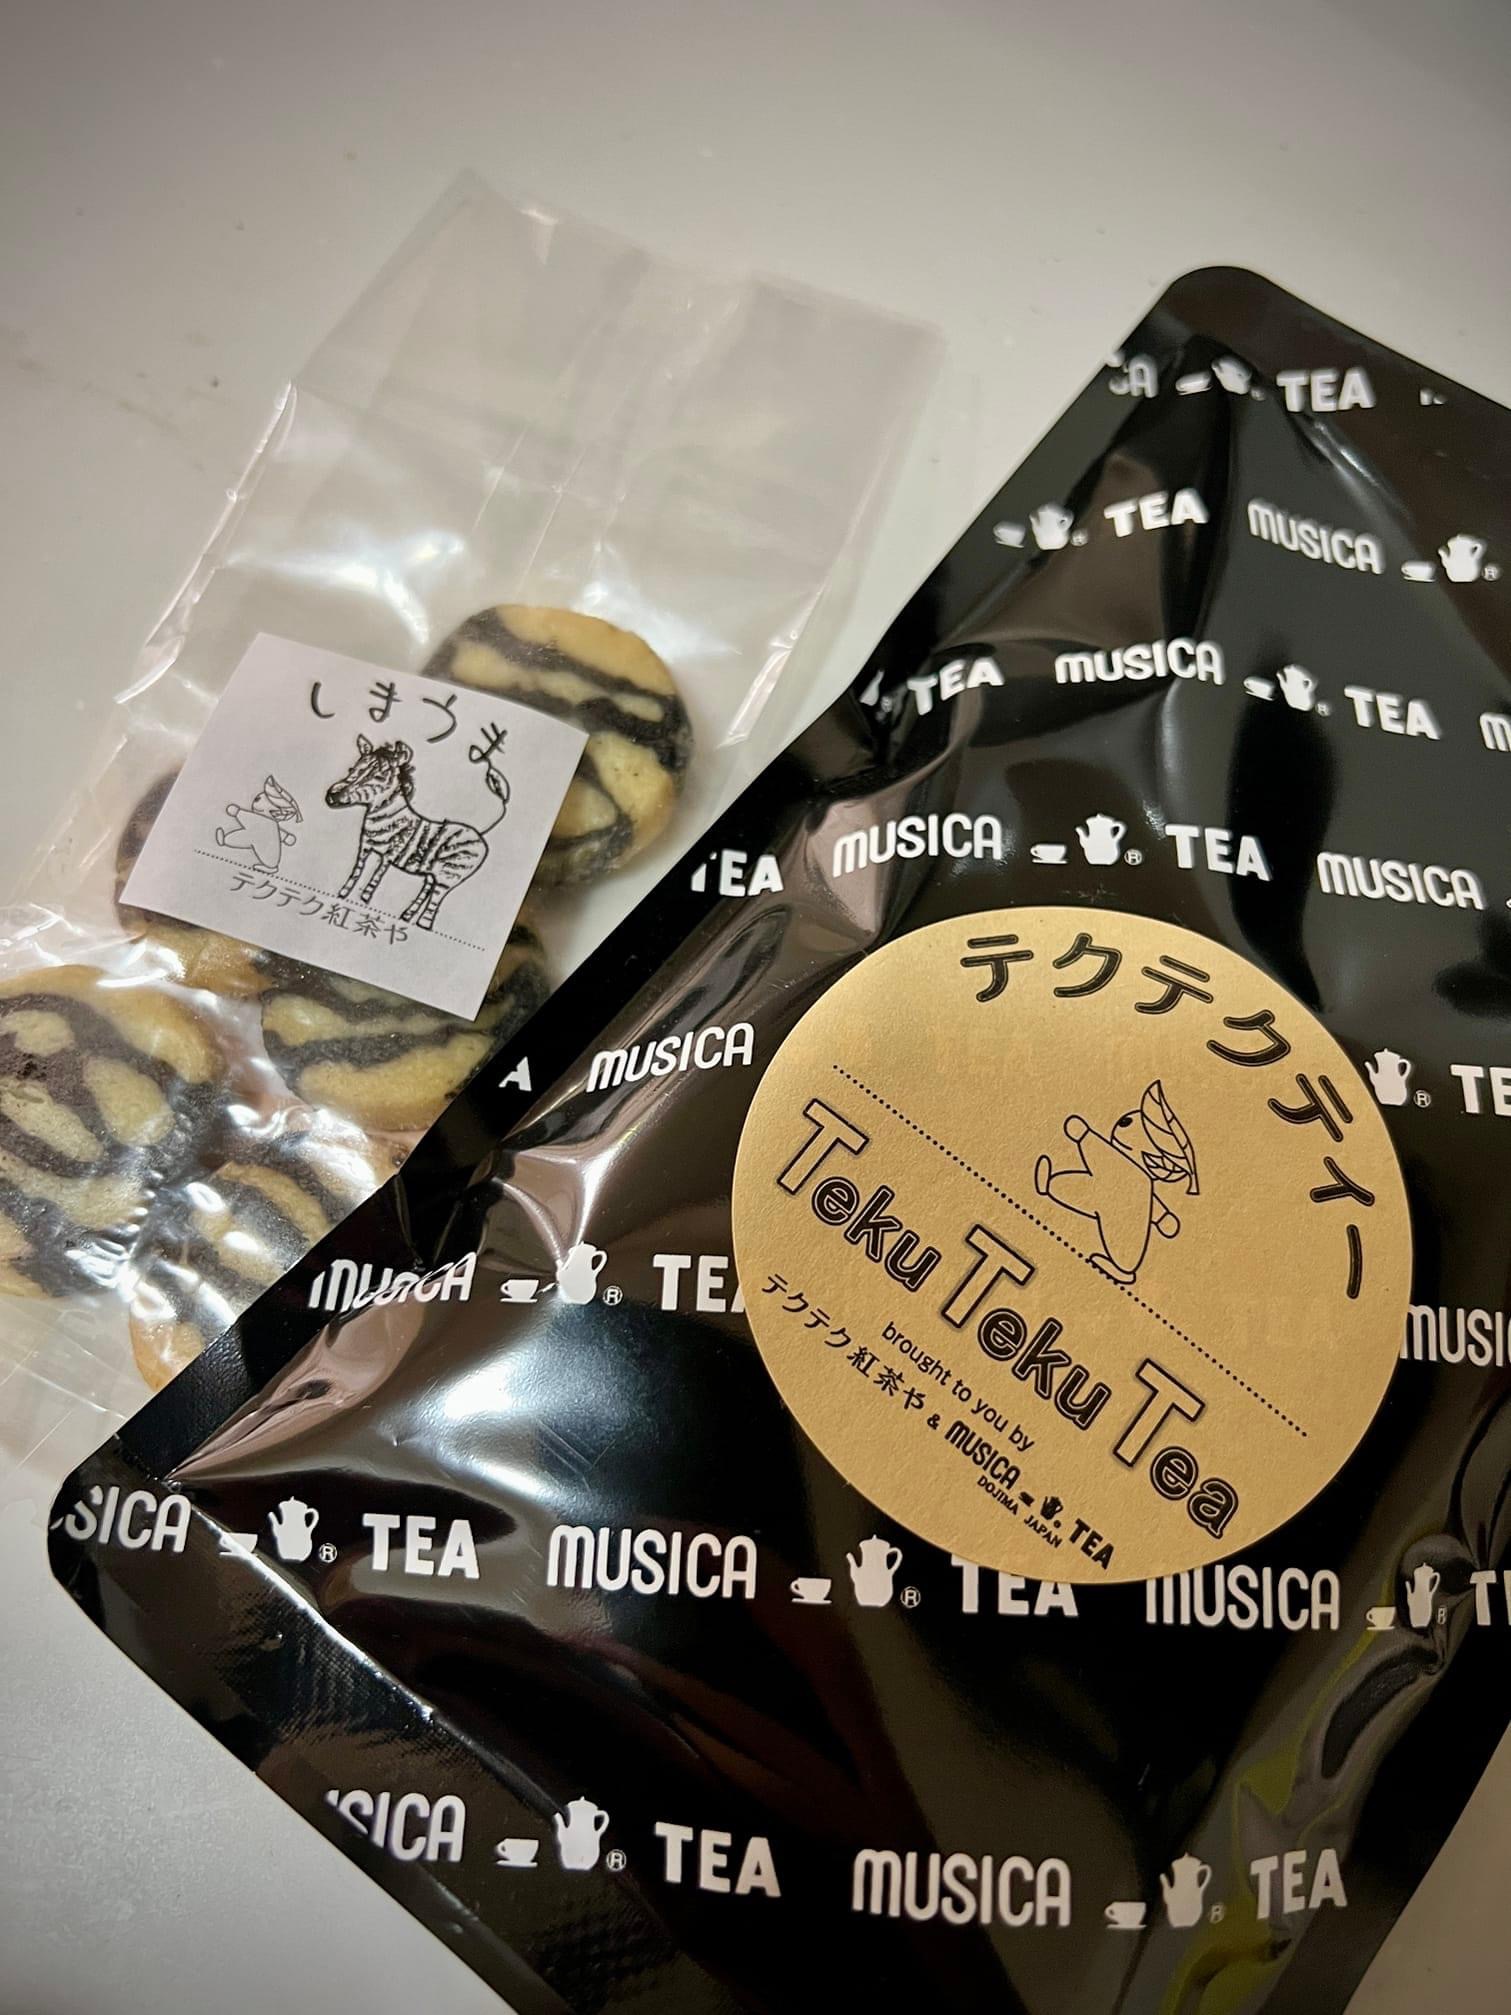 しまうま
テクテク紅茶や
TEA
TEA MUSICA
TEA MUSICA TEA
TEA MUSICA TEA MUSICA
MUSICA
テクテクティー
Teku Teku Tea
brought to you by
テクテク紅茶や & MUSICA TEA
DOJIMA JAPAN
MUSICA
MUSICA
TEA MUSICA TEA MUSICA
TEA MUSICA TEA